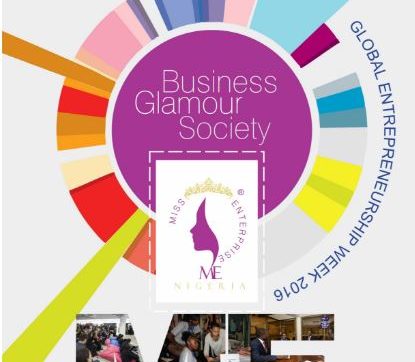 Business
Glamour
Society
GLOBAL ENTREPRENEURSHIP WEEK 2016
MISS ENTERPRISE ®
ME
NIGERIA